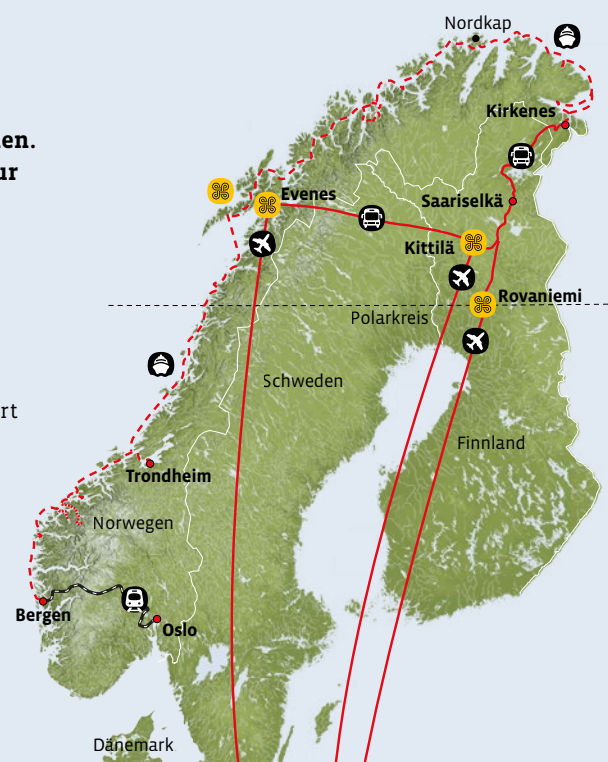 Nordkap
en.
Kirkenes
ur
Evenes
Saariselkä
Kittilä
Rovaniemi
Polarkreis
Schweden
rt
Finnland
Trondheim
Norwegen
Bergen
Oslo
Dänemark